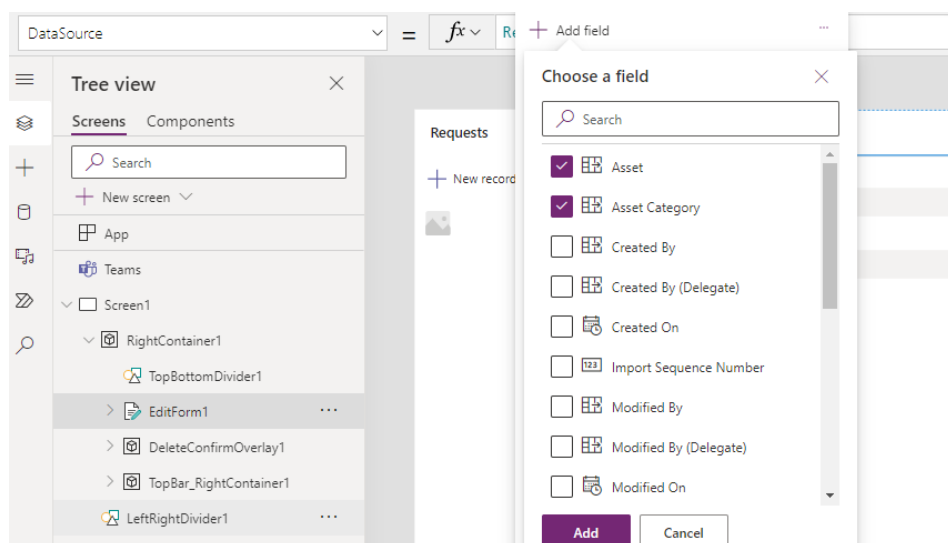 DataSource
=
fx
Re
Add field
...
Tree view
Screens
Components
Search
New screen
App
Teams
Screen1
RightContainer1
TopBottomDivider1
EditForm1
...
DeleteConfirmOverlay1
TopBar_RightContainer1
LeftRightDivider1
...
Requests
New record
Choose a field
Search
Asset
Asset Category
Created By
Created By (Delegate)
Created On
123
Import Sequence Number
Modified By
Modified By (Delegate)
Modified On
Add
Cancel